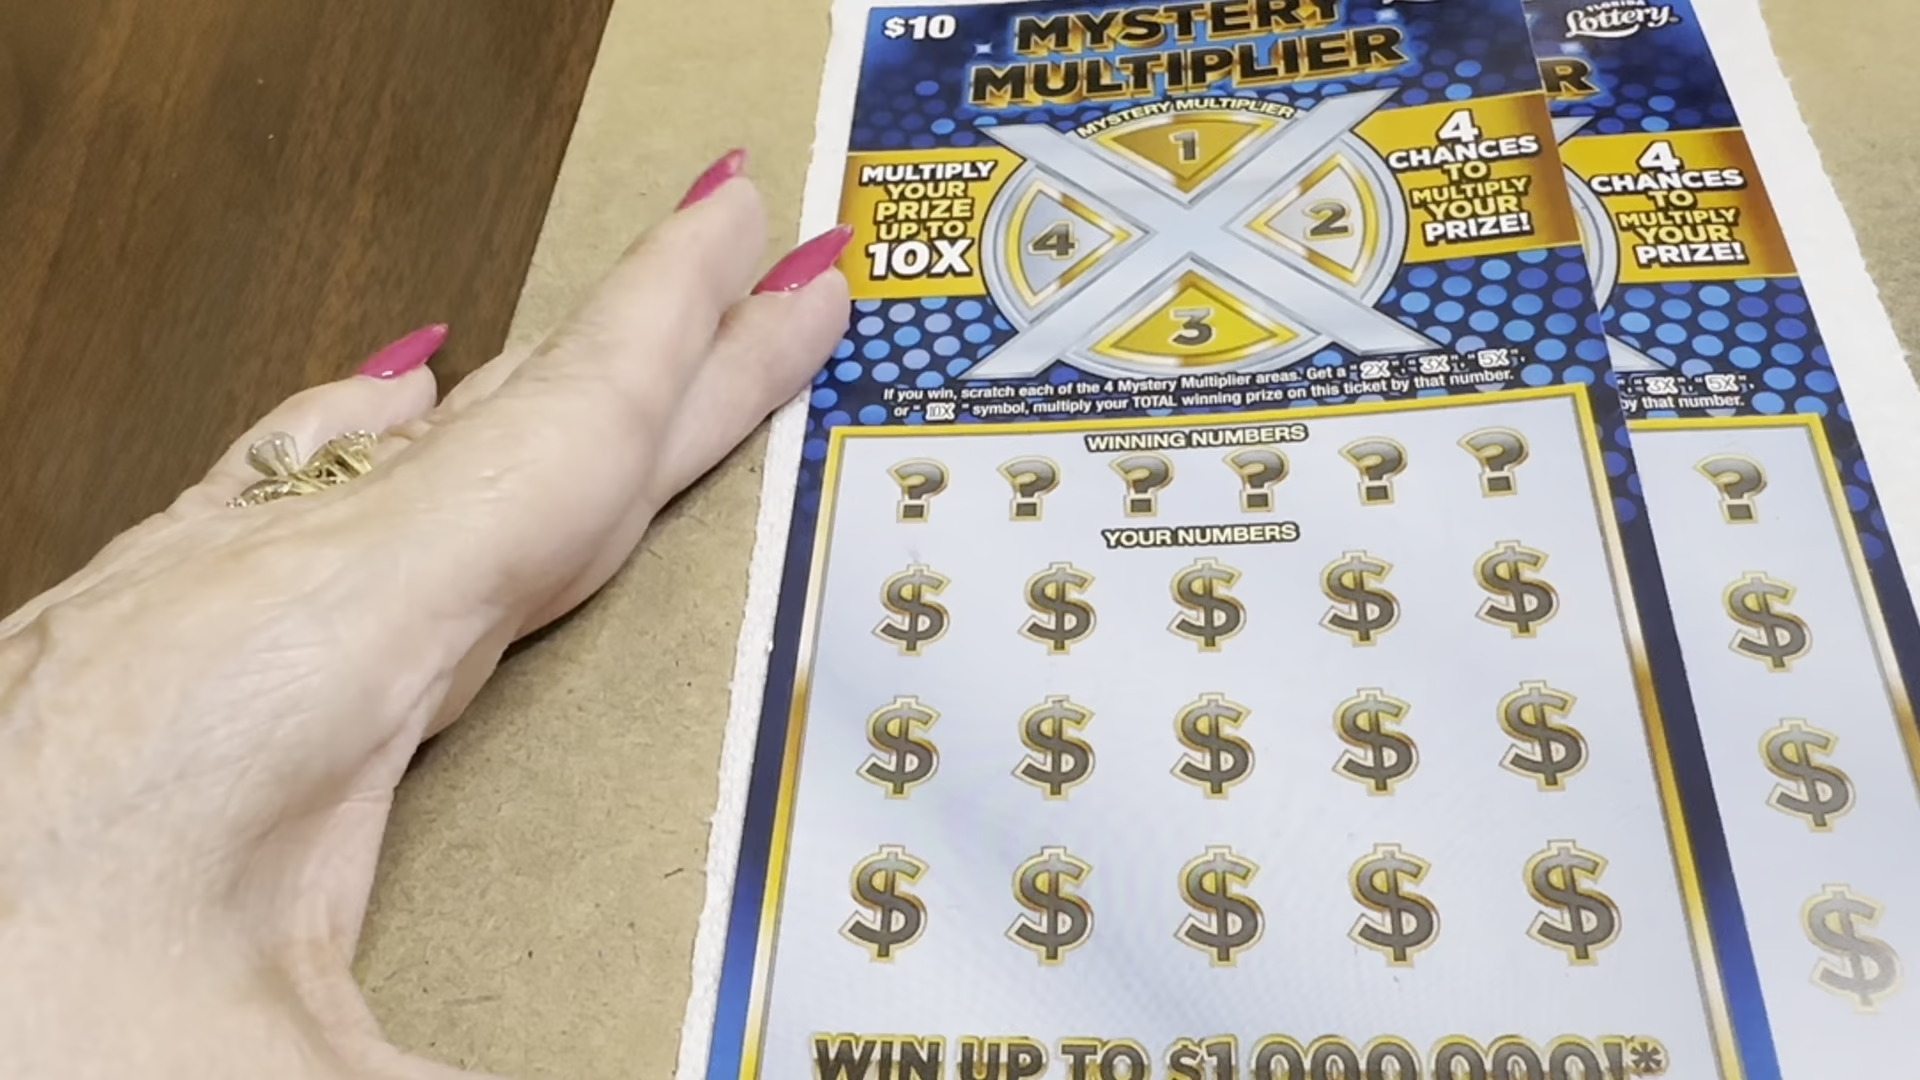 $10
MYSTERY
MULTIPLIER
MYSTERY MULTIPLIER
1
2
3
4
MULTIPLY
YOUR
PRIZE
UP TO
10X
4
CHANCES
TO
MULTIPLY
YOUR
PRIZE!
If you win, scratch each of the 4 Mystery Multiplier areas. Get a "2X", "3X", "5X",
or "10X" symbol, multiply your TOTAL winning prize on this ticket by that number.
WINNING NUMBERS
? ? ? ? ? ?
YOUR NUMBERS
$ $ $ $ $
$ $ $ $ $
$ $ $ $ $
WIN UP TO $1,000,000!*
FLORIDA
Lottery
R
4
CHANCES
TO
MULTIPLY
YOUR
PRIZE!
"3X", "5X",
by that number.
?
$
$
$